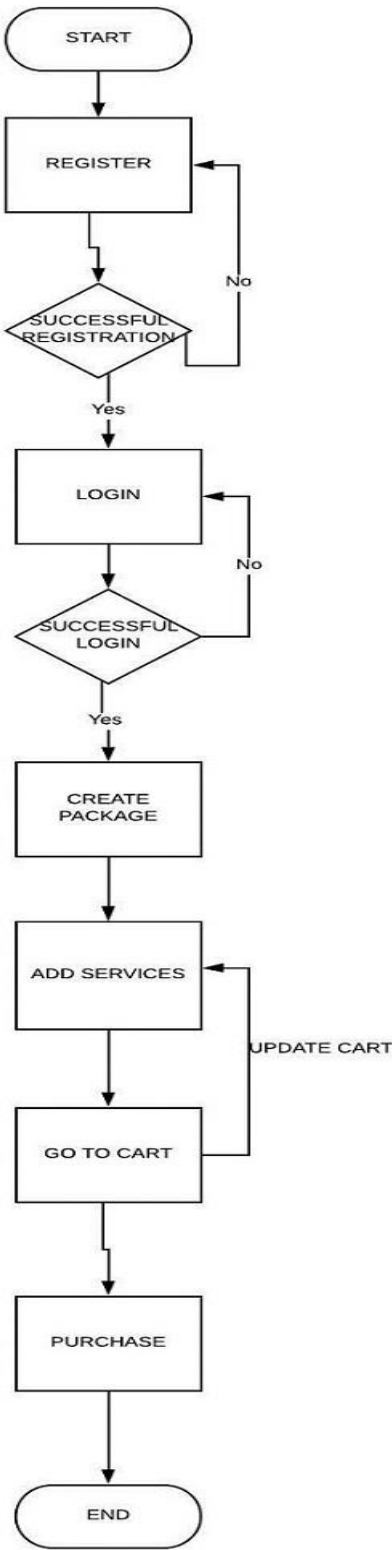 START
REGISTER
No
SUCCESSFUL
REGISTRATION
Yes
LOGIN
No
SUCCESSFUL
LOGIN
Yes
CREATE
PACKAGE
ADD SERVICES
UPDATE CART
GO TO CART
PURCHASE
END